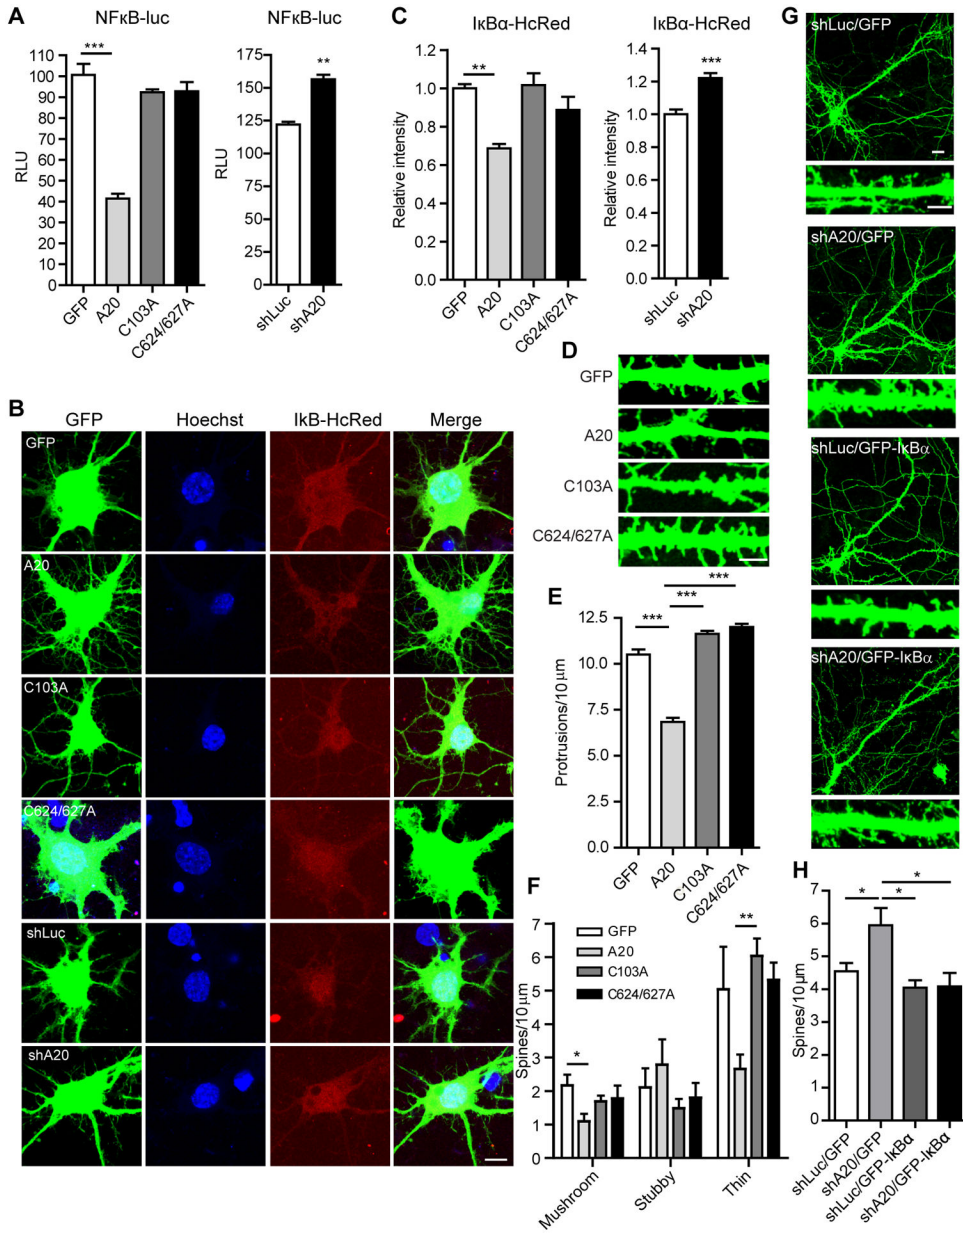 A
NFκB-luc
NFκB-luc
***
**
RLU
110
100
90
80
70
60
50
40
30
20
10
0
GFP
A20
C103A
C624/627A
RLU
175
150
125
100
75
50
25
0
shLuc
shA20
C
IκBα-HcRed
IκBα-HcRed
**
***
Relative intensity
1.2
1.0
0.8
0.6
0.4
0.2
0.0
GFP
A20
C103A
C624/627A
Relative intensity
1.4
1.2
1.0
0.8
0.6
0.4
0.2
0.0
shLuc
shA20
B
GFP
Hoechst
IκB-HcRed
Merge
GFP
A20
C103A
C624/627A
shLuc
shA20
D
GFP
A20
C103A
C624/627A
E
***
***
***
Protrusions/10 μm
12.5
10.0
7.5
5.0
2.5
0.0
GFP
A20
C103A
C624/627A
F
GFP
A20
C103A
C624/627A
*
**
Spines/10μm
7
6
5
4
3
2
1
0
Mushroom
Stubby
Thin
G
shLuc/GFP
shA20/GFP
shLuc/GFP-IκBα
shA20/GFP-IκBα
H
*
*
*
Spines/10μm
7
6
5
4
3
2
1
0
shLuc/GFP
shA20/GFP
shLuc/GFP-IκBα
shA20/GFP-IκBα